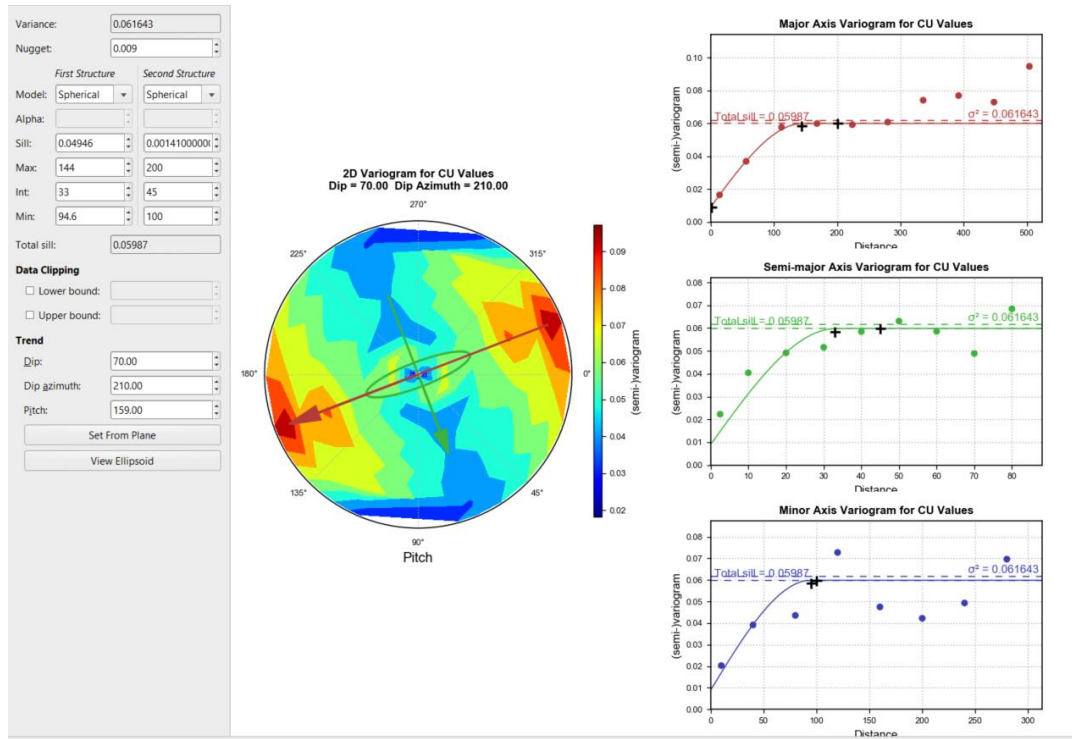 Variance: 0.061643
Nugget: 0.009
First Structure Second Structure
Model: Spherical Spherical
Alpha:
Sill: 0.04946 0.0014100000(
Max: 144 200
Int: 33 45
Min: 94.6 100
Total sill: 0.05987
Data Clipping
Lower bound:
Upper bound:
Trend
Dip: 70.00
Dip azimuth: 210.00
Pitch: 159.00
Set From Plane
View Ellipsoid
2D Variogram for CU Values
Dip = 70.00 Dip Azimuth = 210.00
270°
225° 315°
180° 0°
135° 45°
90°
Pitch
0.09
0.08
0.07
0.06
0.05
0.04
0.03
0.02
(semi-)variogram
Major Axis Variogram for CU Values
(semi-)variogram
0.10
0.08
0.06
0.04
0.02
0.00
Total sill = 0.05987 σ² = 0.061643
0 100 200 300 400 500
Distance
Semi-major Axis Variogram for CU Values
(semi-)variogram
0.08
0.07
0.06
0.05
0.04
0.03
0.02
0.01
0.00
Total sill = 0.05987 σ² = 0.061643
0 10 20 30 40 50 60 70 80
Distance
Minor Axis Variogram for CU Values
(semi-)variogram
0.08
0.07
0.06
0.05
0.04
0.03
0.02
0.01
0.00
Total sill = 0.05987 σ² = 0.061643
0 50 100 150 200 250 300
Distance